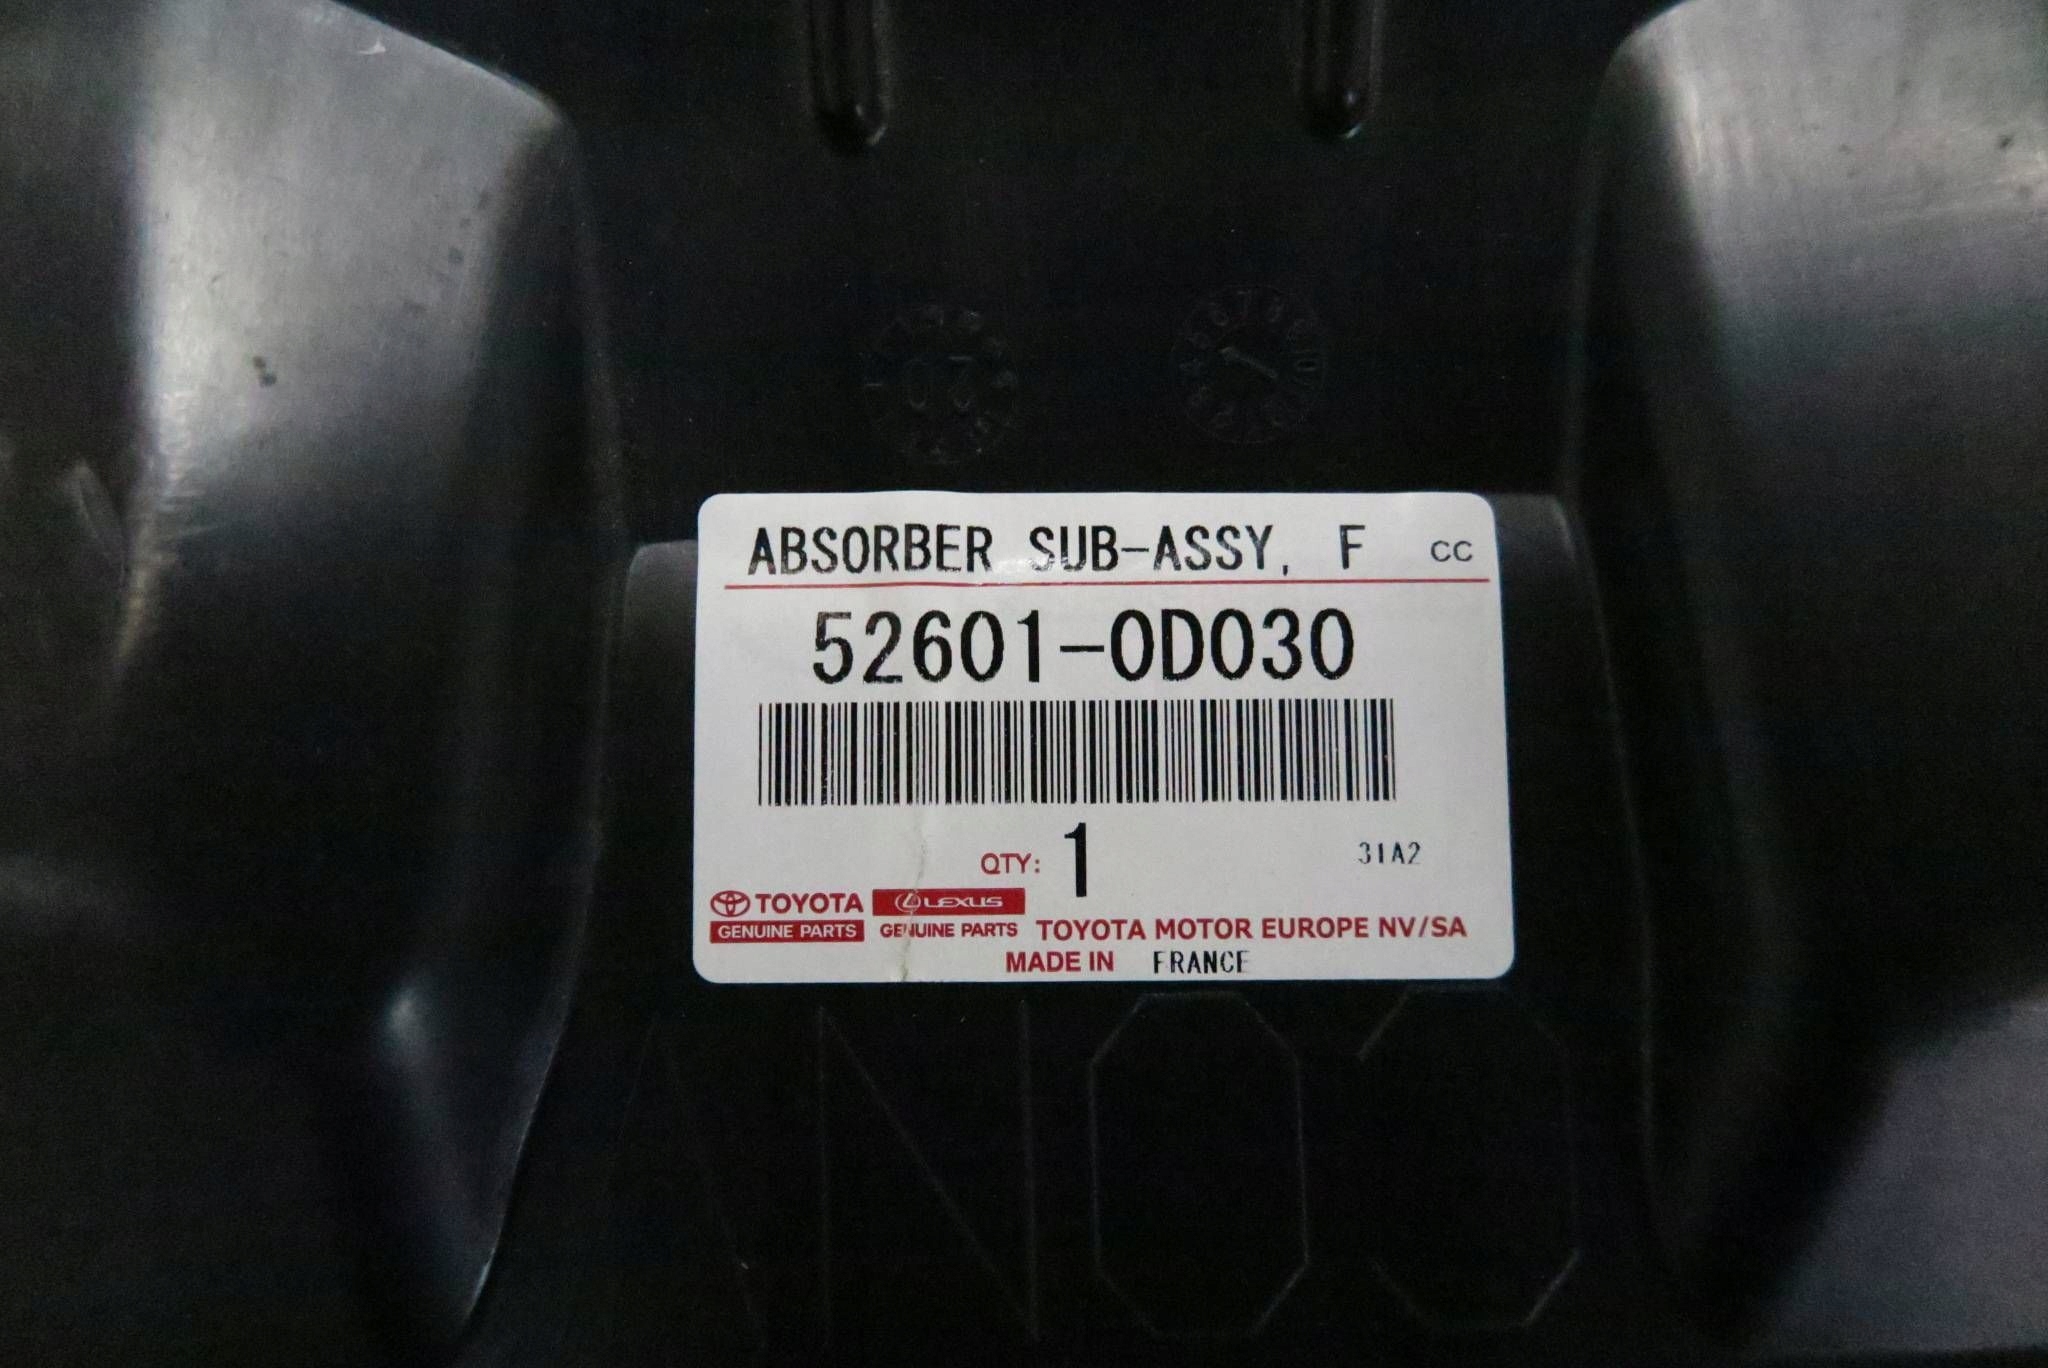 ABSORBER SUB-ASSY, F CC
52601-0D030
QTY: 1 31A2
TOYOTA LEXUS
GENUINE PARTS GENUINE PARTS TOYOTA MOTOR EUROPE NV/SA
MADE IN FRANCE